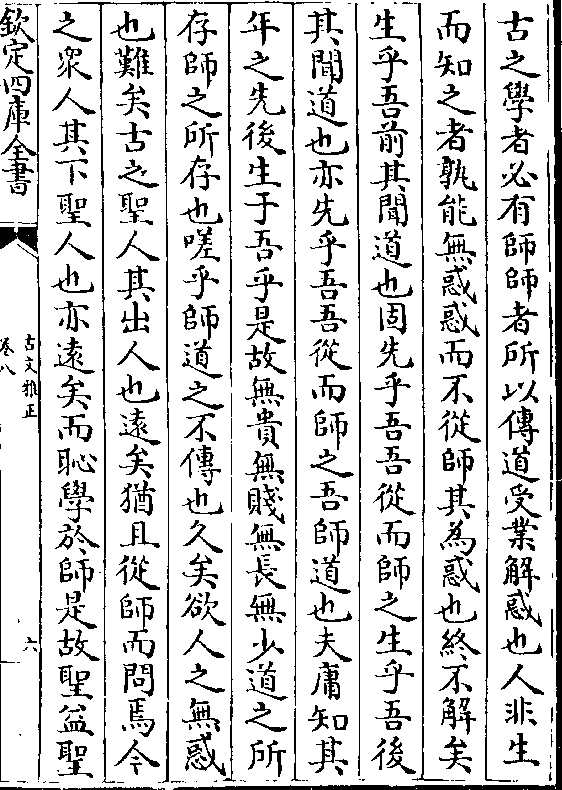 古之學者必有師師者所以傳道受業解惑也人非生
而知之者孰能無惑惑而不從師其為惑也終不解矣
生乎吾前其聞道也固先乎吾吾從而師之生乎吾後
其聞道也亦先乎吾吾從而師之吾師道也夫庸知其
年之先後生于吾乎是故無貴無賤無長無少道之所
存師之所存也嗟乎師道之不傳也久矣欲人之無惑
也難矣古之聖人其出人也遠矣猶且從師而問焉今
之衆人其下聖人也亦遠矣而恥學於師是故聖益聖
欽定四庫全書
古文雅正
卷八
六